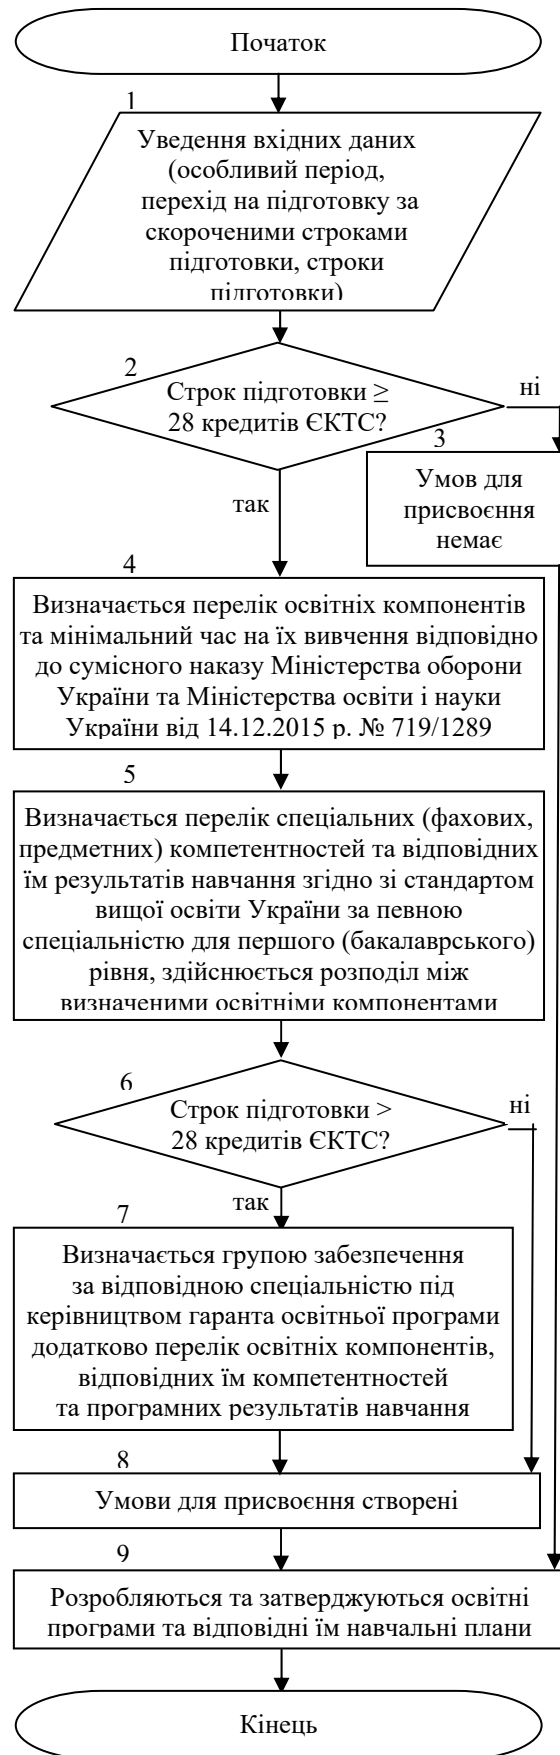 Початок
1
Уведення вхідних даних
(особливий період,
перехід на підготовку за
скороченими строками
підготовки, строки
підготовки)
2
Строк підготовки ≥
28 кредитів ЄКТС?
ні
3
Умов для
присвоєння
немає
так
4
Визначається перелік освітніх компонентів
та мінімальний час на їх вивчення відповідно
до сумісного наказу Міністерства оборони
України та Міністерства освіти і науки
України від 14.12.2015 р. № 719/1289
5
Визначається перелік спеціальних (фахових,
предметних) компетентностей та відповідних
їм результатів навчання згідно зі стандартом
вищої освіти України за певною
спеціальністю для першого (бакалаврського)
рівня, здійснюється розподіл між
визначеними освітніми компонентами
6
Строк підготовки >
28 кредитів ЄКТС?
ні
так
7
Визначається групою забезпечення
за відповідною спеціальністю під
керівництвом гаранта освітньої програми
додатково перелік освітніх компонентів,
відповідних їм компетентностей
та програмних результатів навчання
8
Умови для присвоєння створені
9
Розробляються та затверджуються освітні
програми та відповідні їм навчальні плани
Кінець